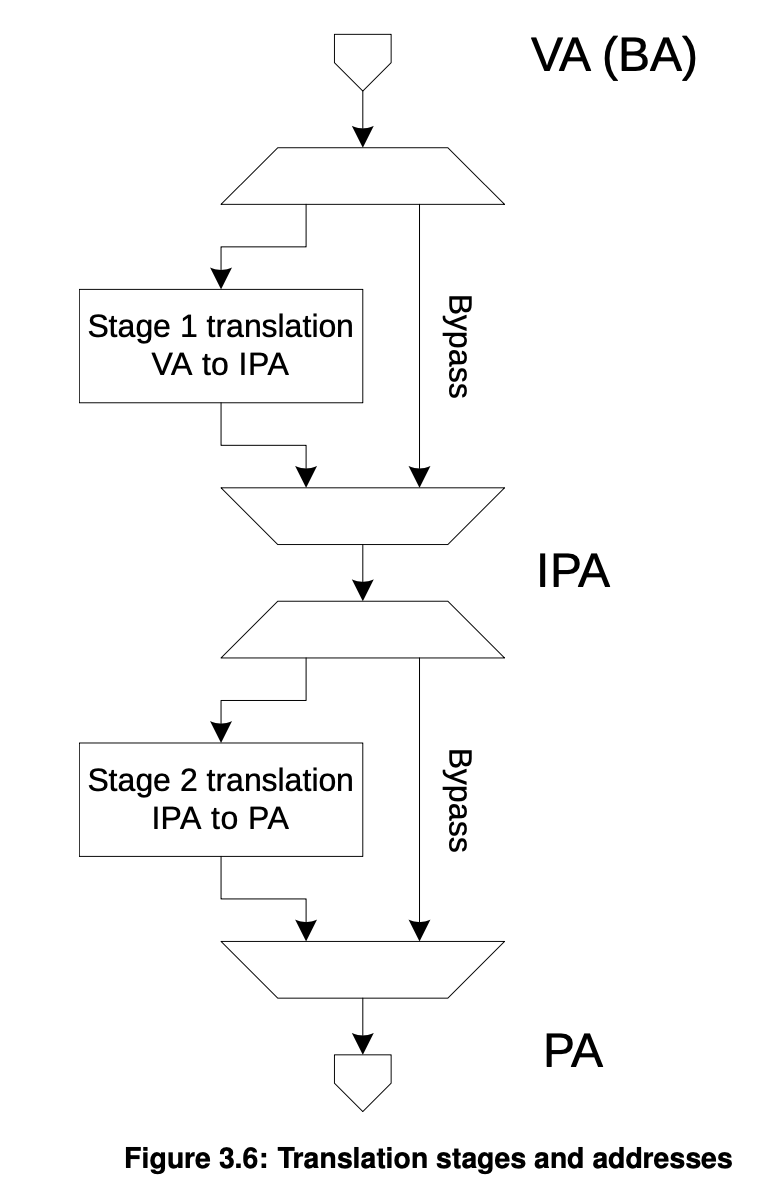 VA (BA)
Stage 1 translation
VA to IPA
Bypass
IPA
Stage 2 translation
IPA to PA
Bypass
PA
Figure 3.6: Translation stages and addresses